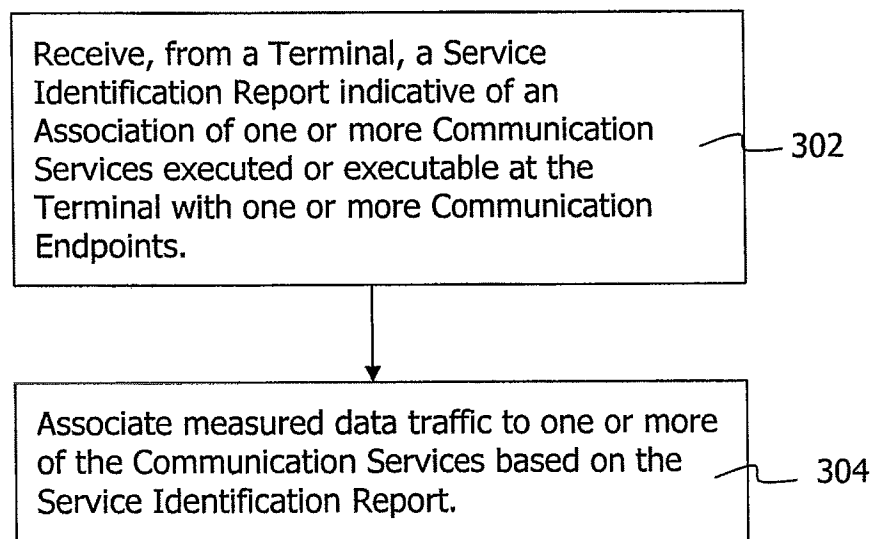 Receive, from a Terminal, a Service
Identification Report indicative of an
Association of one or more Communication
Services executed or executable at the
Terminal with one or more Communication
Endpoints.
302
Associate measured data traffic to one or more
of the Communication Services based on the
Service Identification Report.
304